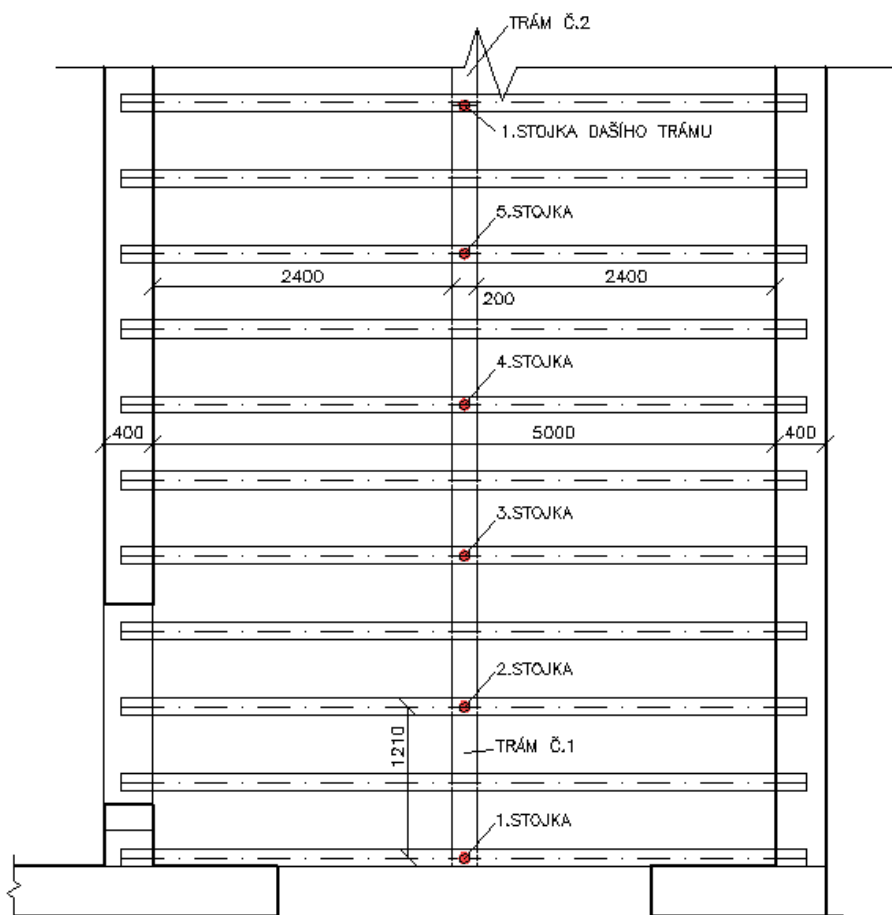 TRÁM Č.2
1.STOJKA DAŠÍHO TRÁMU
5.STOJKA
2400
2400
200
4.STOJKA
400
5000
400
3.STOJKA
2.STOJKA
1210
TRÁM Č.1
1.STOJKA